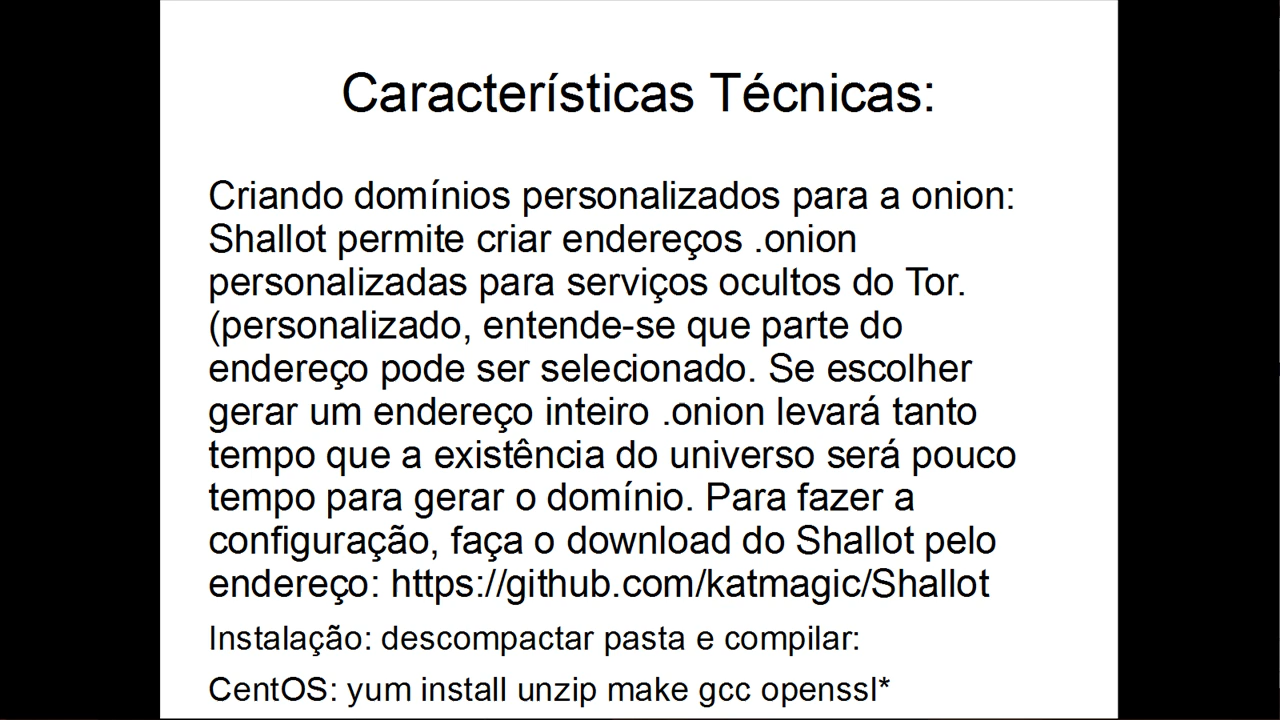 Características Técnicas:
Criando domínios personalizados para a onion:
Shallot permite criar endereços .onion
personalizadas para serviços ocultos do Tor.
(personalizado, entende-se que parte do
endereço pode ser selecionado. Se escolher
gerar um endereço inteiro .onion levará tanto
tempo que a existência do universo será pouco
tempo para gerar o domínio. Para fazer a
configuração, faça o download do Shallot pelo
endereço: https://github.com/katmagic/Shallot
Instalação: descompactar pasta e compilar:
CentOS: yum install unzip make gcc openssl*